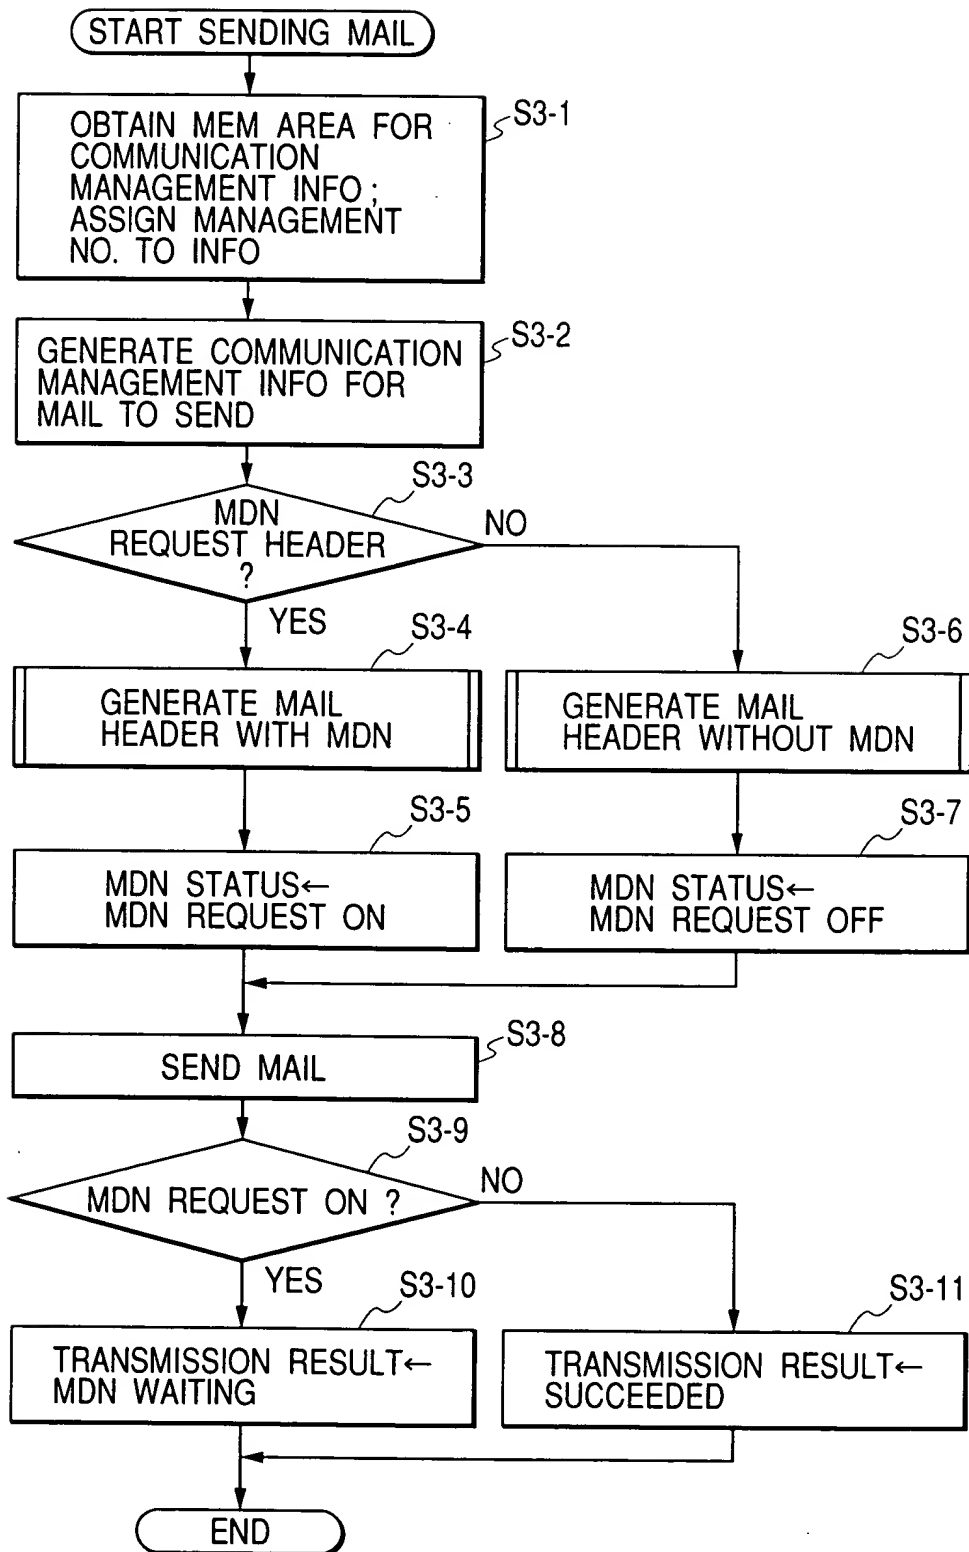 START SENDING MAIL
S3-1
OBTAIN MEM AREA FOR
COMMUNICATION
MANAGEMENT INFO ;
ASSIGN MANAGEMENT
NO. TO INFO
S3-2
GENERATE COMMUNICATION
MANAGEMENT INFO FOR
MAIL TO SEND
S3-3
MDN
REQUEST HEADER
?
NO
YES
S3-4
GENERATE MAIL
HEADER WITH MDN
S3-6
GENERATE MAIL
HEADER WITHOUT MDN
S3-5
MDN STATUS←
MDN REQUEST ON
S3-7
MDN STATUS←
MDN REQUEST OFF
S3-8
SEND MAIL
S3-9
MDN REQUEST ON ?
NO
YES
S3-10
TRANSMISSION RESULT←
MDN WAITING
S3-11
TRANSMISSION RESULT←
SUCCEEDED
END